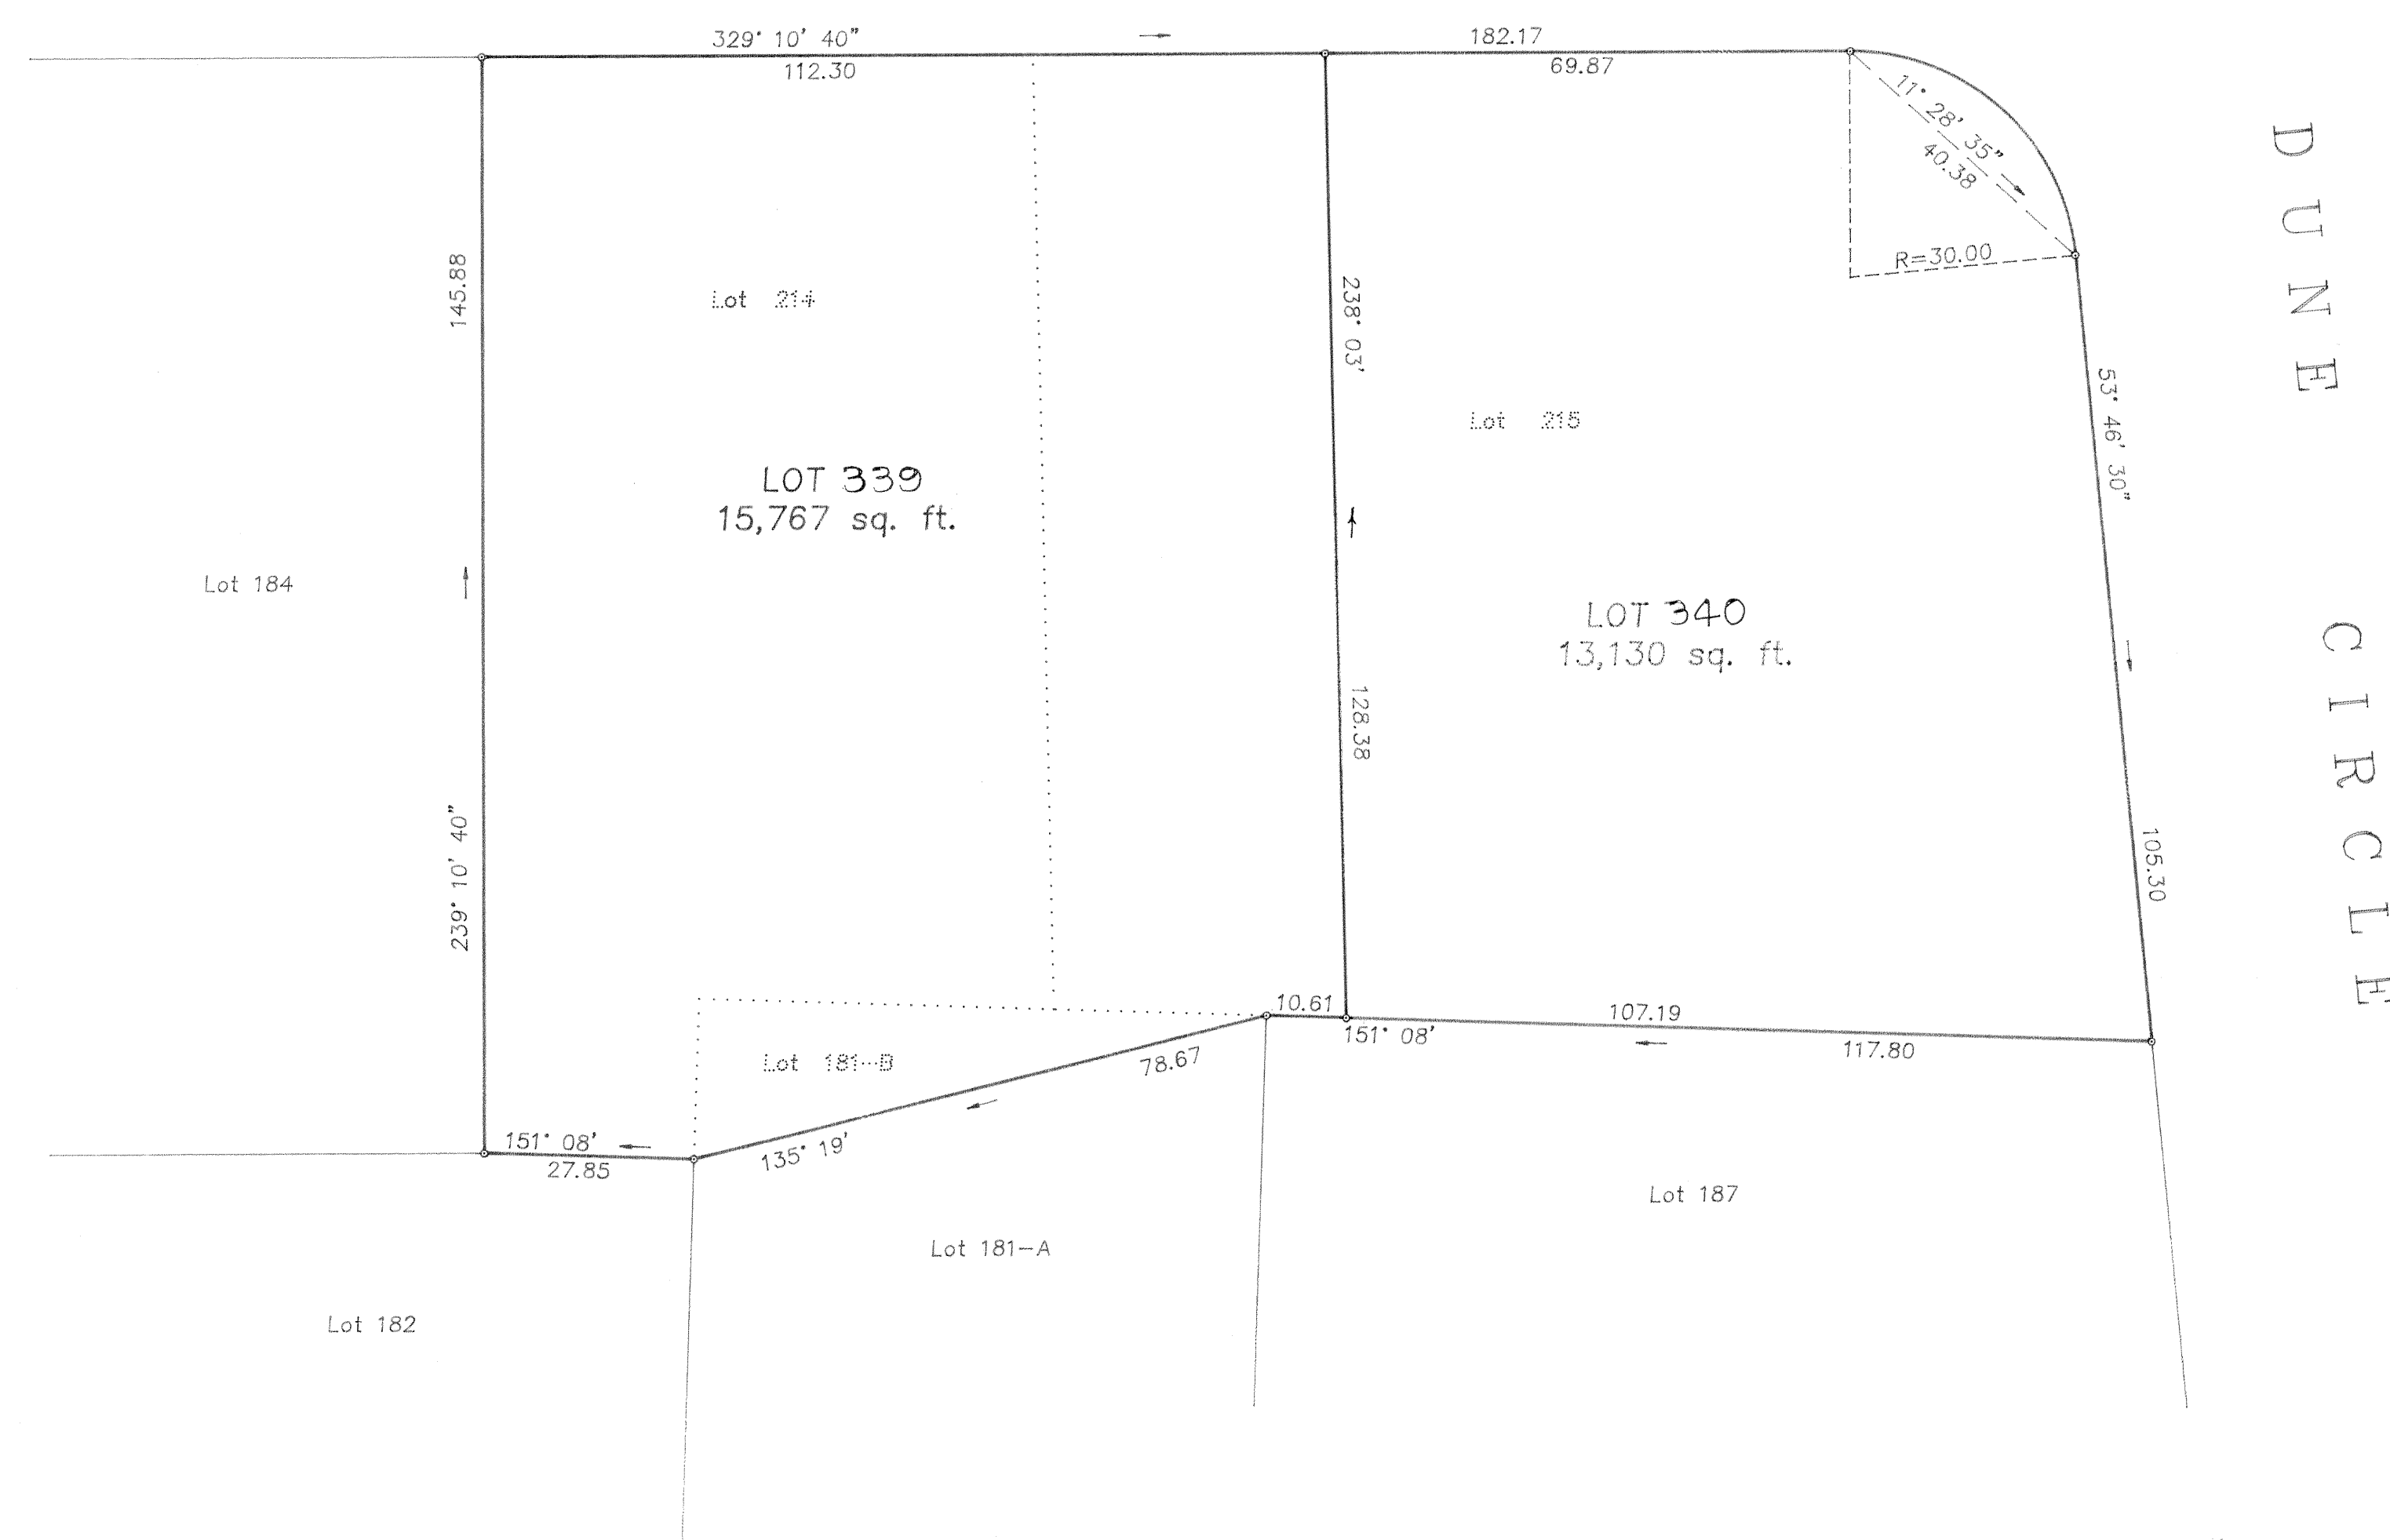 329° 10' 40"
112.30
182.17
69.87
11° 28' 35"
40.38
R=30.00
DUNE CIRCLE
145.88
239° 10' 40"
Lot 214
LOT 339
15,767 sq. ft.
238° 03'
128.38
Lot 215
LOT 340
13,130 sq. ft.
53° 46' 30"
105.30
Lot 184
10.61
151° 08'
107.19
117.80
Lot 181-B
78.67
135° 19'
151° 08'
27.85
Lot 187
Lot 181-A
Lot 182